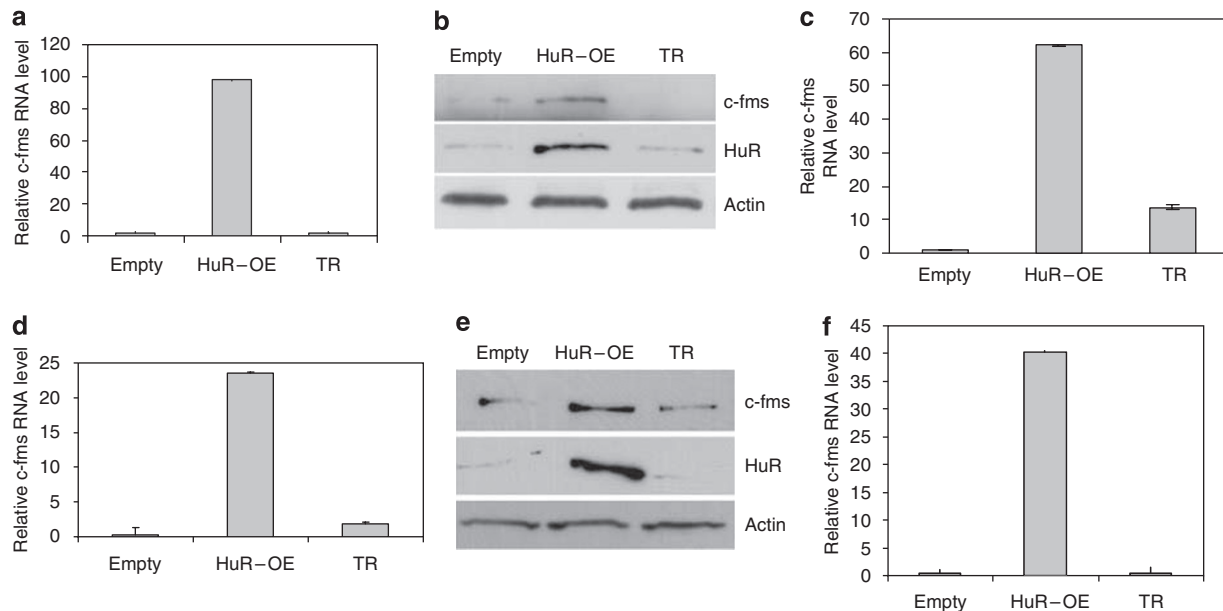 a
Relative c-fms RNA level
120
100
80
60
40
20
0
Empty HuR–OE TR
b
Empty HuR–OE TR
c-fms
HuR
Actin
c
Relative c-fms
RNA level
70
60
50
40
30
20
10
0
Empty HuR–OE TR
d
Relative c-fms RNA level
25
20
15
10
5
0
Empty HuR–OE TR
e
Empty HuR–OE TR
c-fms
HuR
Actin
f
Relative c-fms RNA level
45
40
35
30
25
20
15
10
5
0
Empty HuR–OE TR